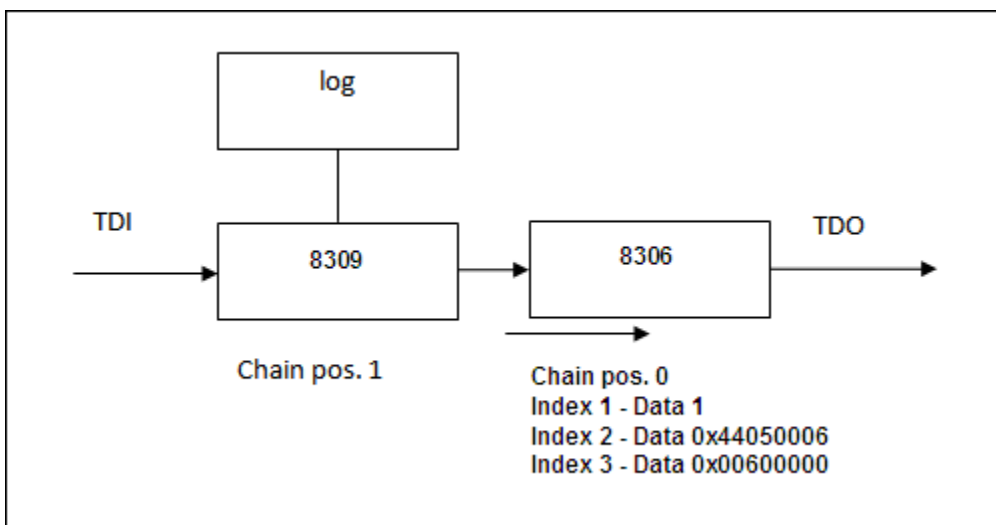 log
TDI
8309
8306
TDO
Chain pos. 1
Chain pos. 0
Index 1 - Data 1
Index 2 - Data 0x44050006
Index 3 - Data 0x00600000